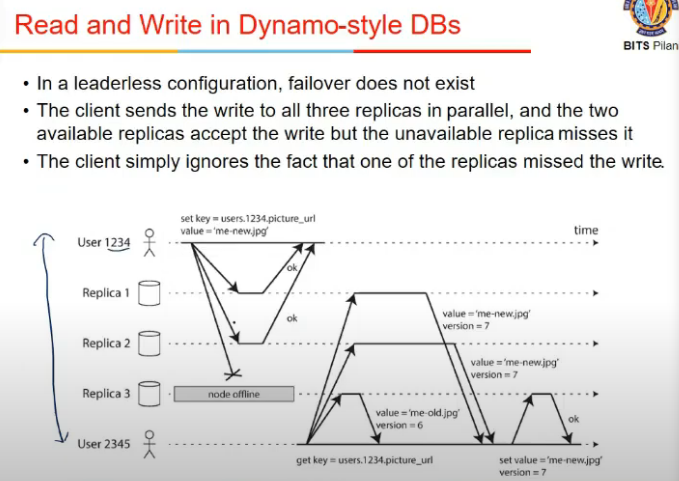 Read and Write in Dynamo-style DBs
BITS Pilan
• In a leaderless configuration, failover does not exist
• The client sends the write to all three replicas in parallel, and the two
available replicas accept the write but the unavailable replica misses it
• The client simply ignores the fact that one of the replicas missed the write.
set key = users.1234.picture_url
value = 'me-new.jpg'
time
User 1234
ok
Replica 1
ok
value = 'me-new.jpg'
version = 7
Replica 2
value = 'me-new.jpg'
version = 7
Replica 3
node offline
value = 'me-old.jpg'
version = 6
ok
User 2345
get key = users.1234.picture_url
set value = 'me-new.jpg'
version = 7